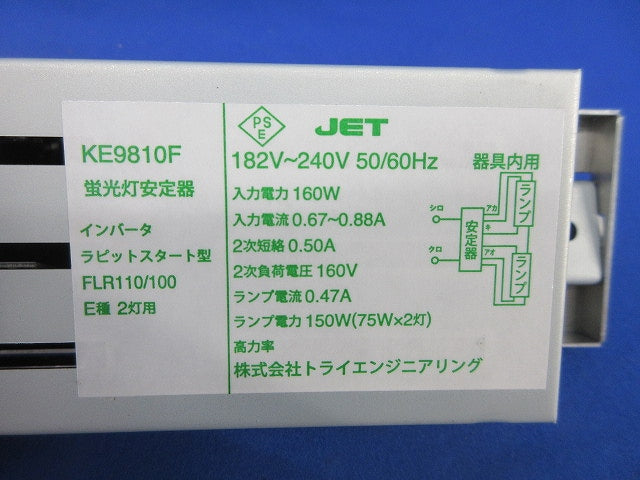 KE9810F
蛍光灯安定器
インバータ
ラピットスタート型
FLR110/100
E種 2灯用
PS
E
JET
182V~240V 50/60Hz
入力電力 160W
入力電流 0.67~0.88A
2次短絡 0.50A
2次負荷電圧 160V
ランプ電流 0.47A
ランプ電力 150W(75W×2灯)
高力率
株式会社トライエンジニアリング
器具内用
シロ
クロ
安定器
アカ
キ
アオ
ランプ
ランプ